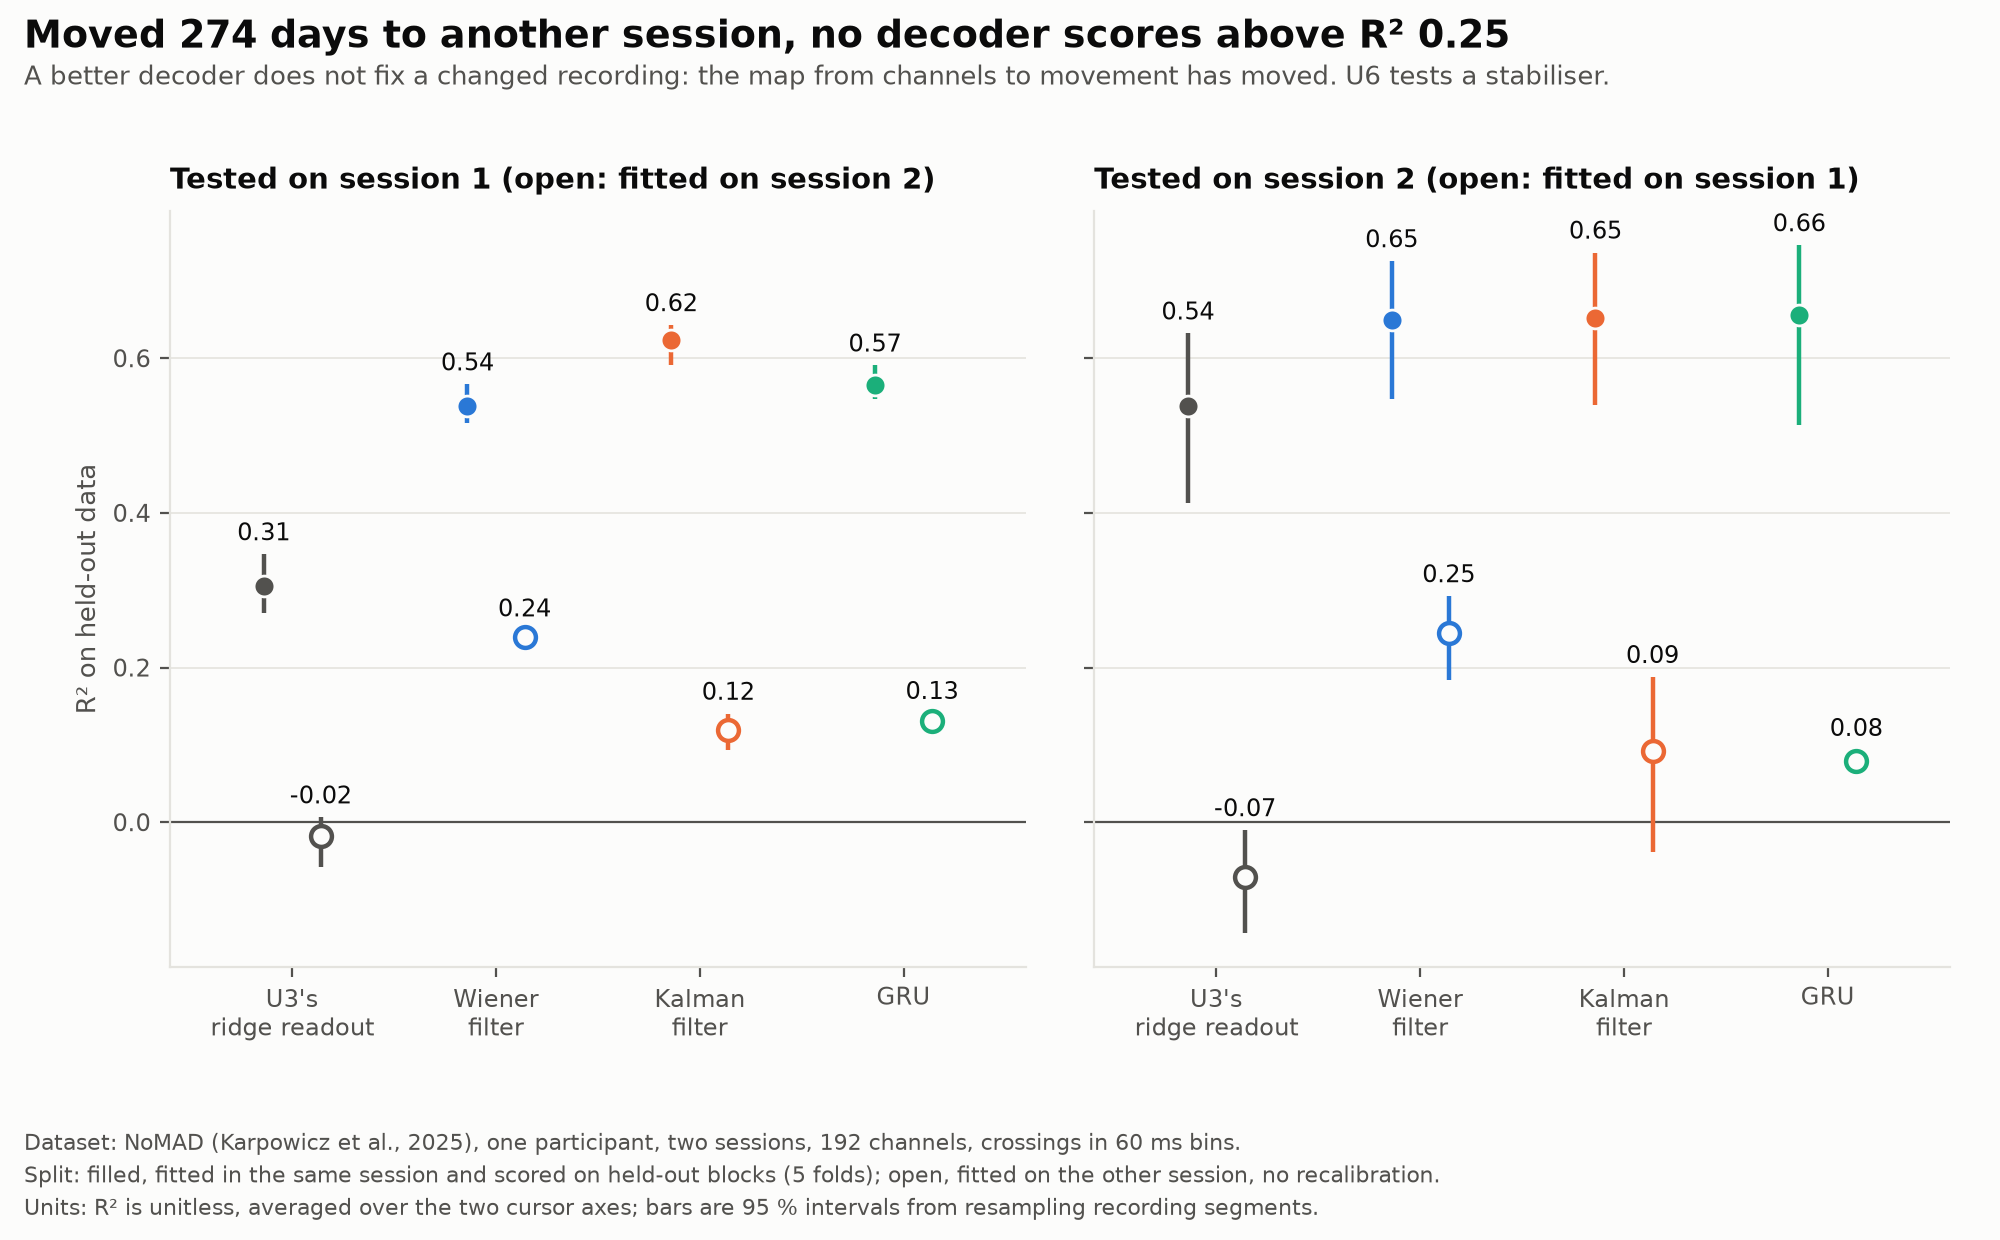 Moved 274 days to another session, no decoder scores above R² 0.25
A better decoder does not fix a changed recording: the map from channels to movement has moved. U6 tests a stabiliser.
Tested on session 1 (open: fitted on session 2)
R² on held-out data
0.6
0.4
0.2
0.0
0.31
-0.02
0.54
0.24
0.62
0.12
0.57
0.13
U3's
ridge readout
Wiener
filter
Kalman
filter
GRU
Tested on session 2 (open: fitted on session 1)
0.54
-0.07
0.65
0.25
0.65
0.09
0.66
0.08
U3's
ridge readout
Wiener
filter
Kalman
filter
GRU
Dataset: NoMAD (Karpowicz et al., 2025), one participant, two sessions, 192 channels, crossings in 60 ms bins.
Split: filled, fitted in the same session and scored on held-out blocks (5 folds); open, fitted on the other session, no recalibration.
Units: R² is unitless, averaged over the two cursor axes; bars are 95 % intervals from resampling recording segments.